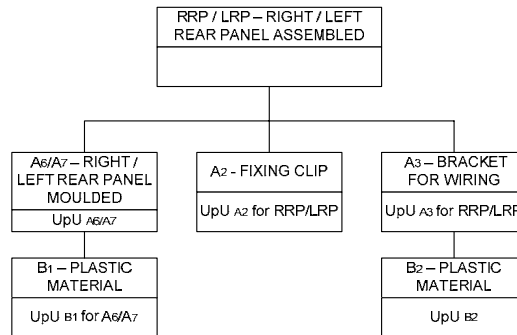 RRP / LRP – RIGHT / LEFT
REAR PANEL ASSEMBLED
A6/A7 – RIGHT /
LEFT REAR PANEL
MOULDED
UpU A6/A7
A2 - FIXING CLIP
UpU A2 for RRP/LRP
A3 – BRACKET
FOR WIRING
UpU A3 for RRP/LRP
B1 – PLASTIC
MATERIAL
UpU B1 for A6/A7
B2 – PLASTIC
MATERIAL
UpU B2